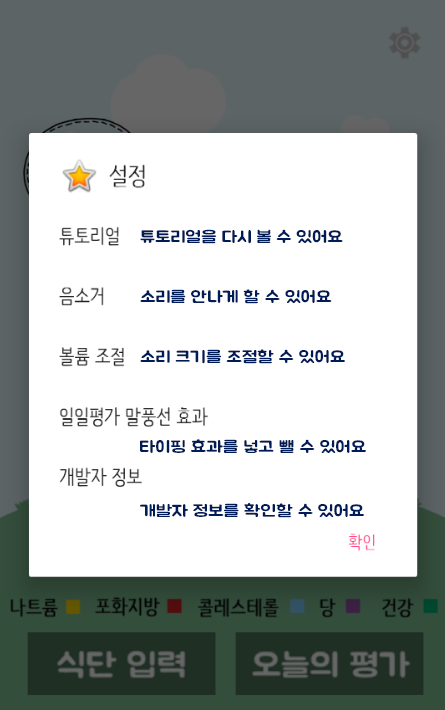 설정
튜토리얼 튜토리얼을 다시 볼 수 있어요
음소거 소리를 안나게 할 수 있어요
볼륨 조절 소리 크기를 조절할 수 있어요
일일평가 말풍선 효과
타이핑 효과를 넣고 뺄 수 있어요
개발자 정보
개발자 정보를 확인할 수 있어요
확인
나트륨 포화지방 콜레스테롤 당 건강
식단 입력 오늘의 평가